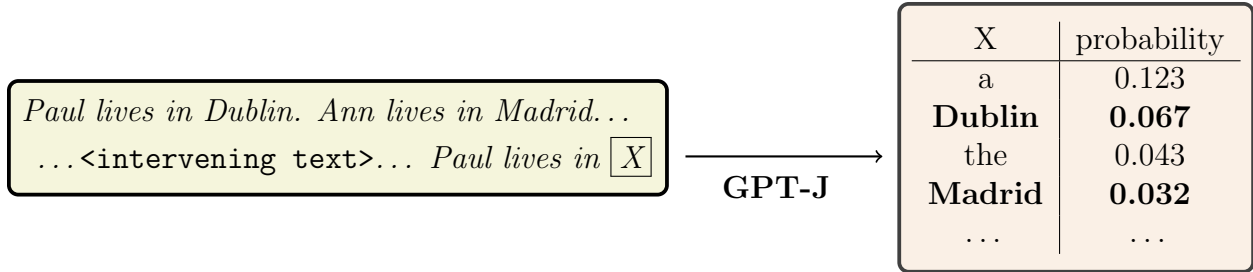 Paul lives in Dublin. Ann lives in Madrid...
...<intervening text>... Paul lives in X
GPT-J
X probability
a 0.123
Dublin 0.067
the 0.043
Madrid 0.032
... ...